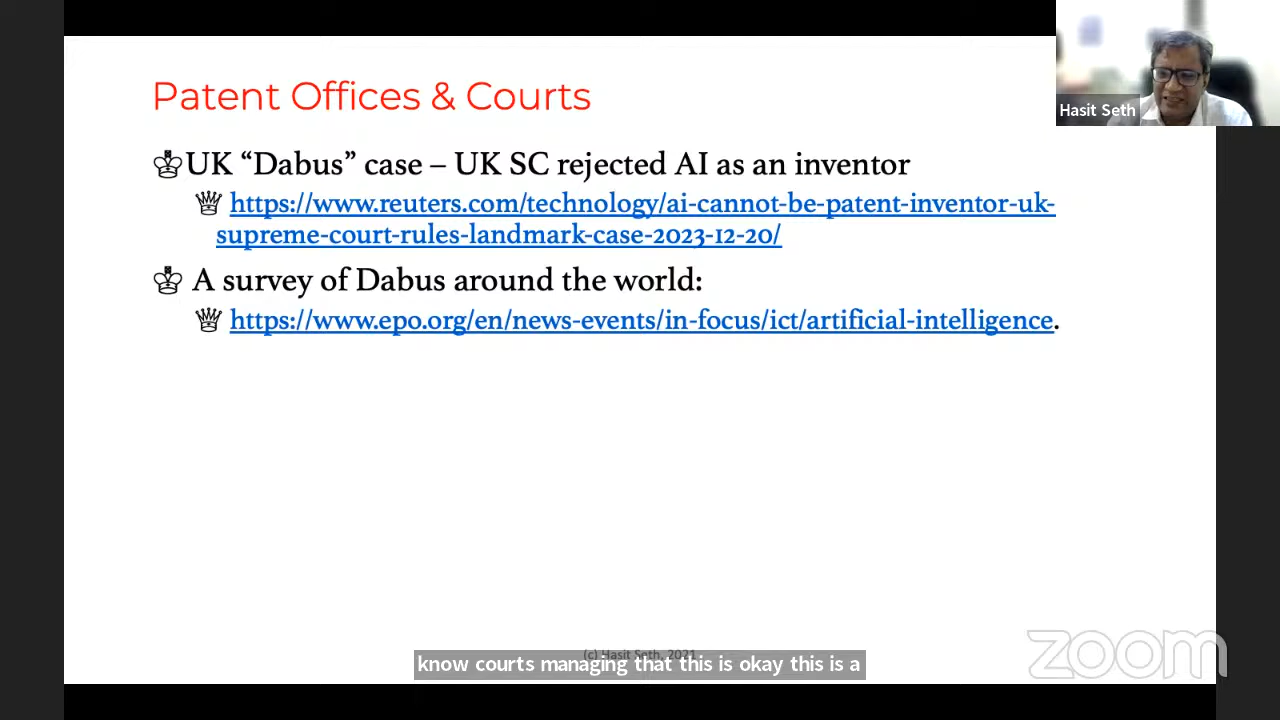 Patent Offices & Courts
Hasit Seth
UK “Dabus” case – UK SC rejected AI as an inventor
https://www.reuters.com/technology/ai-cannot-be-patent-inventor-uk-
supreme-court-rules-landmark-case-2023-12-20/
A survey of Dabus around the world:
https://www.epo.org/en/news-events/in-focus/ict/artificial-intelligence.
(c) Hasit Seth, 2021
know courts managing that this is okay this is a
zoom